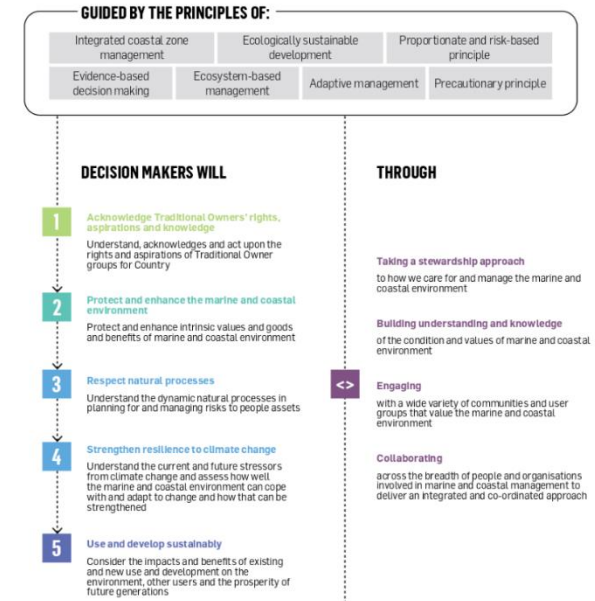 GUIDED BY THE PRINCIPLES OF:
Integrated coastal zone
management
Ecologically sustainable
development
Proportionate and risk-based
principle
Evidence-based
decision making
Ecosystem-based
management
Adaptive management
Precautionary principle
DECISION MAKERS WILL
1
Acknowledge Traditional Owners' rights,
aspirations and knowledge
Understand, acknowledges and act upon the
rights and aspirations of Traditional Owner
groups for Country
2
Protect and enhance the marine and coastal
environment
Protect and enhance intrinsic values and goods
and benefits of marine and coastal environment
3
Respect natural processes
Understand the dynamic natural processes in
planning for and managing risks to people assets
4
Strengthen resilience to climate change
Understand the current and future stressors
from climate change and assess how well
the marine and coastal environment can cope
with and adapt to change and how that can be
strengthened
5
Use and develop sustainably
Consider the impacts and benefits of existing
and new use and development on the
environment, other users and the prosperity of
future generations
THROUGH
<>
Taking a stewardship approach
to how we care for and manage the marine and
coastal environment
Building understanding and knowledge
of the condition and values of marine and coastal
environment
Engaging
with a wide variety of communities and user
groups that value the marine and coastal
environment
Collaborating
across the breadth of people and organisations
involved in marine and coastal management to
deliver an integrated and co-ordinated approach